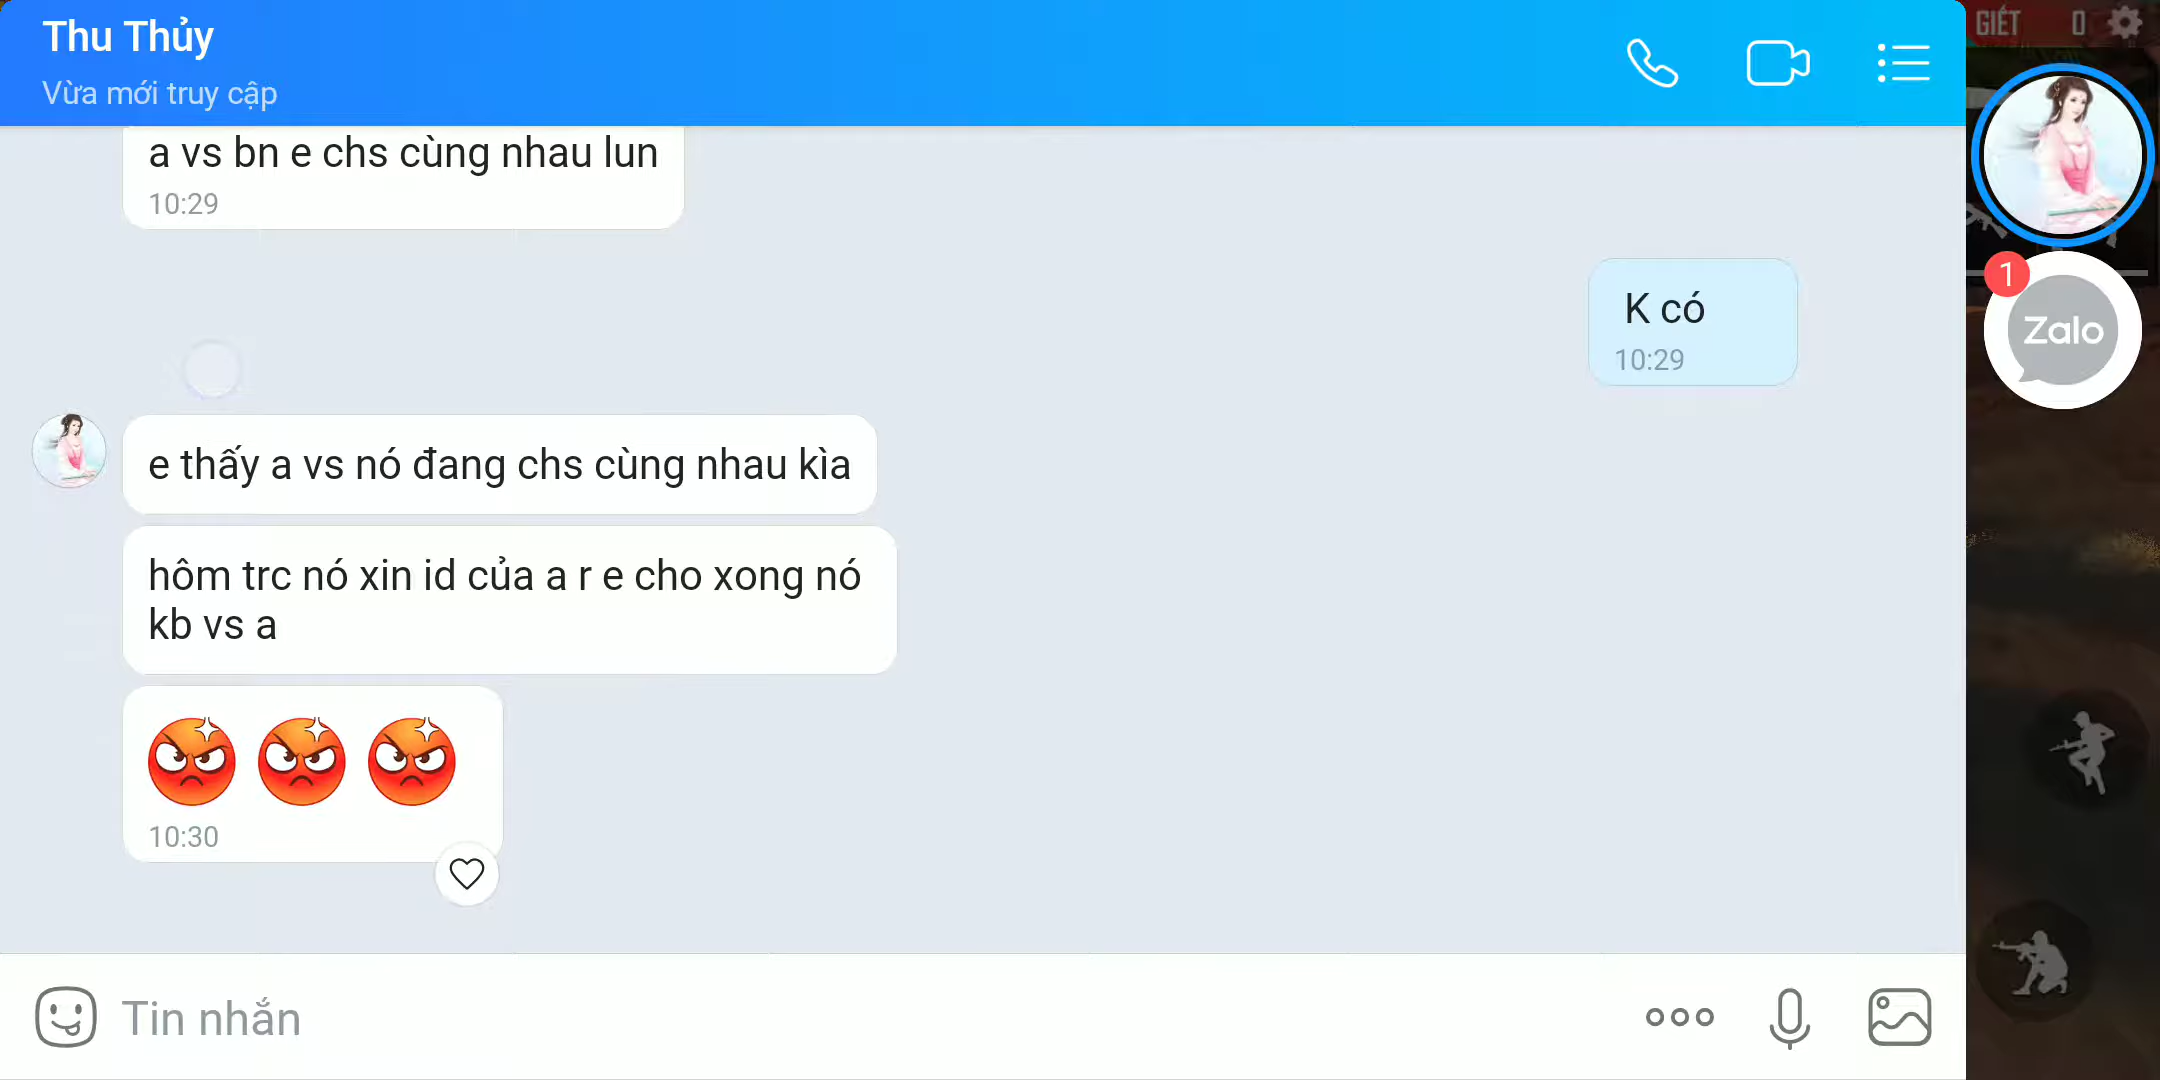 Thu Thủy
Vừa mới truy cập
GIẾT 0
a vs bn e chs cùng nhau lun
10:29
K có
10:29
1
Zalo
e thấy a vs nó đang chs cùng nhau kìa
hôm trc nó xin id của a r e cho xong nó
kb vs a
10:30
Tin nhắn